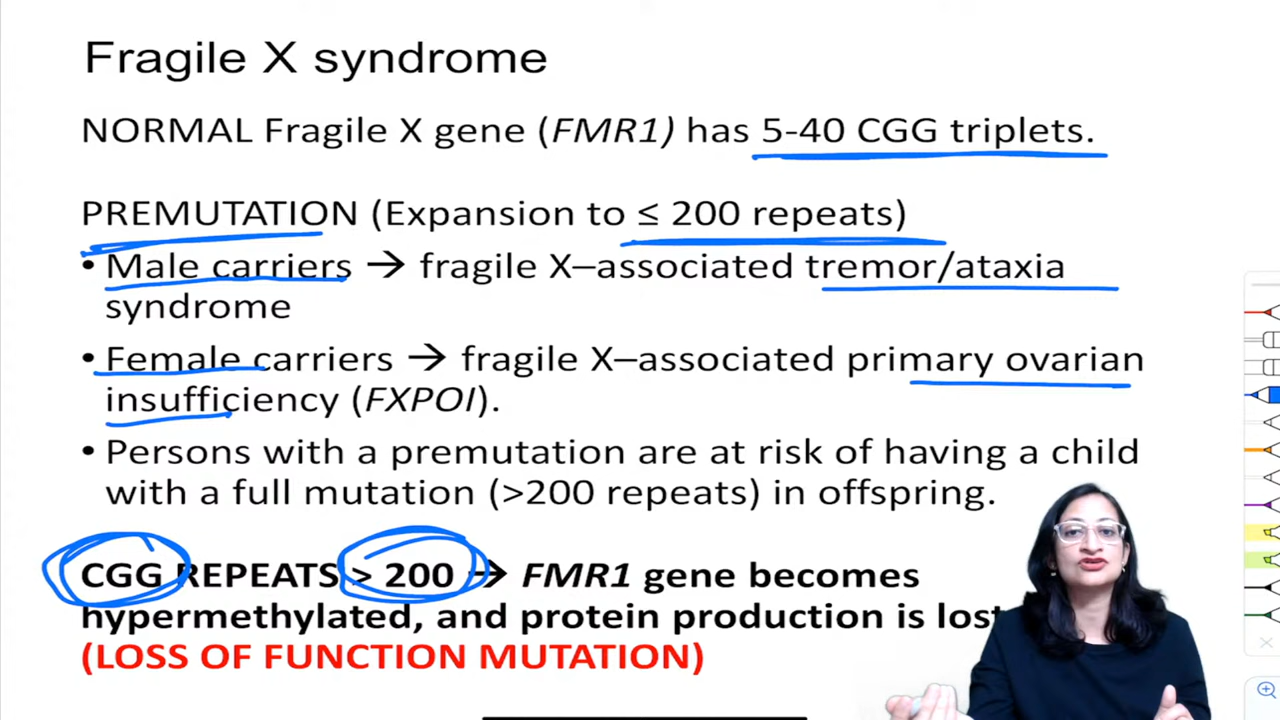 Fragile X syndrome
NORMAL Fragile X gene (FMR1) has 5-40 CGG triplets.
PREMUTATION (Expansion to ≤ 200 repeats)
• Male carriers → fragile X–associated tremor/ataxia
syndrome
• Female carriers → fragile X–associated primary ovarian
insufficiency (FXPOI).
• Persons with a premutation are at risk of having a child
with a full mutation (>200 repeats) in offspring.
CGG REPEATS > 200 → FMR1 gene becomes
hypermethylated, and protein production is lost
(LOSS OF FUNCTION MUTATION)